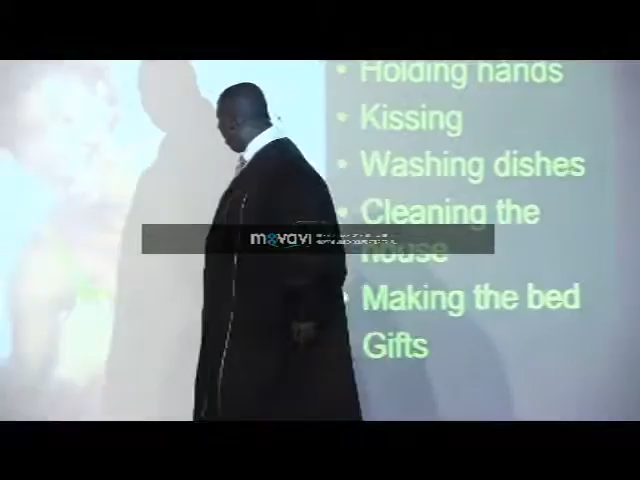 • Holding hands
• Kissing
• Washing dishes
• Cleaning the
house
• Making the bed
Gifts
movavi